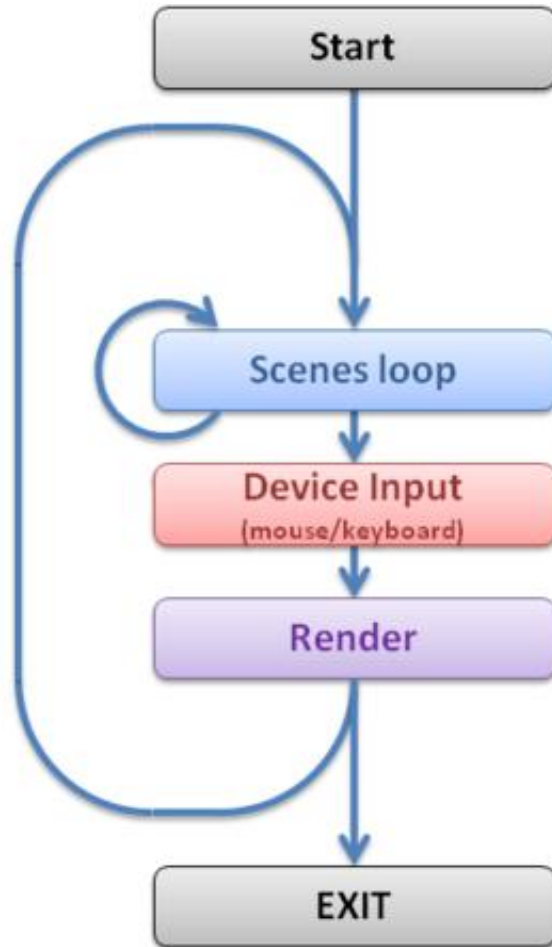 Start
Scenes loop
Device Input
(mouse/keyboard)
Render
EXIT